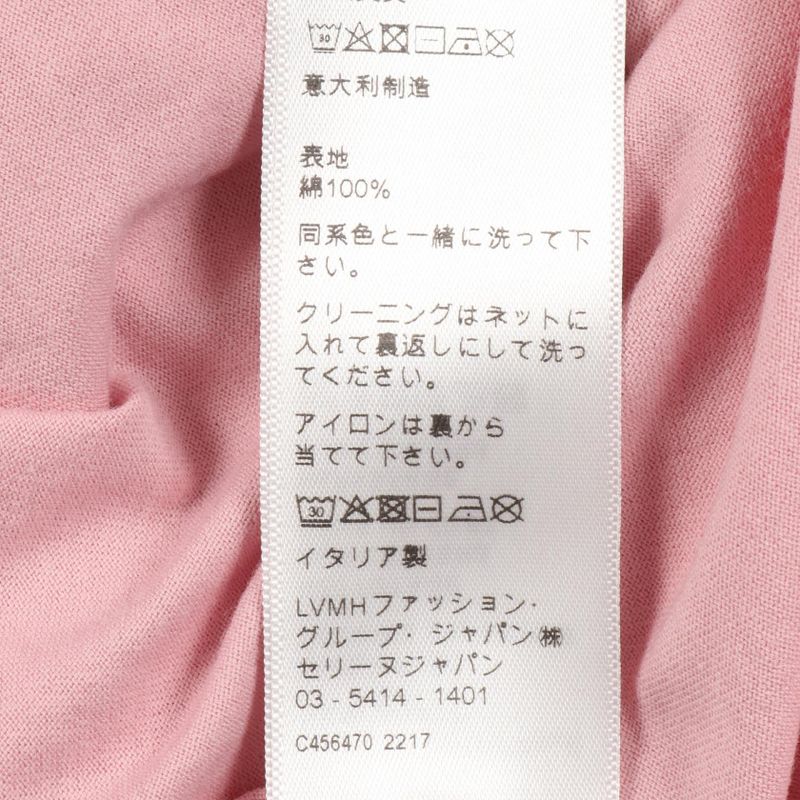 30
意大利制造
表地
綿100%
同系色と一緒に洗って下
さい。
クリーニングはネットに
入れて裏返しにして洗っ
てください。
アイロンは裏から
当てて下さい。
30
イタリア製
LVMHファッション·
グループ· ジャパン㈱
セリーヌジャパン
03 - 5414 - 1401
C456470 2217